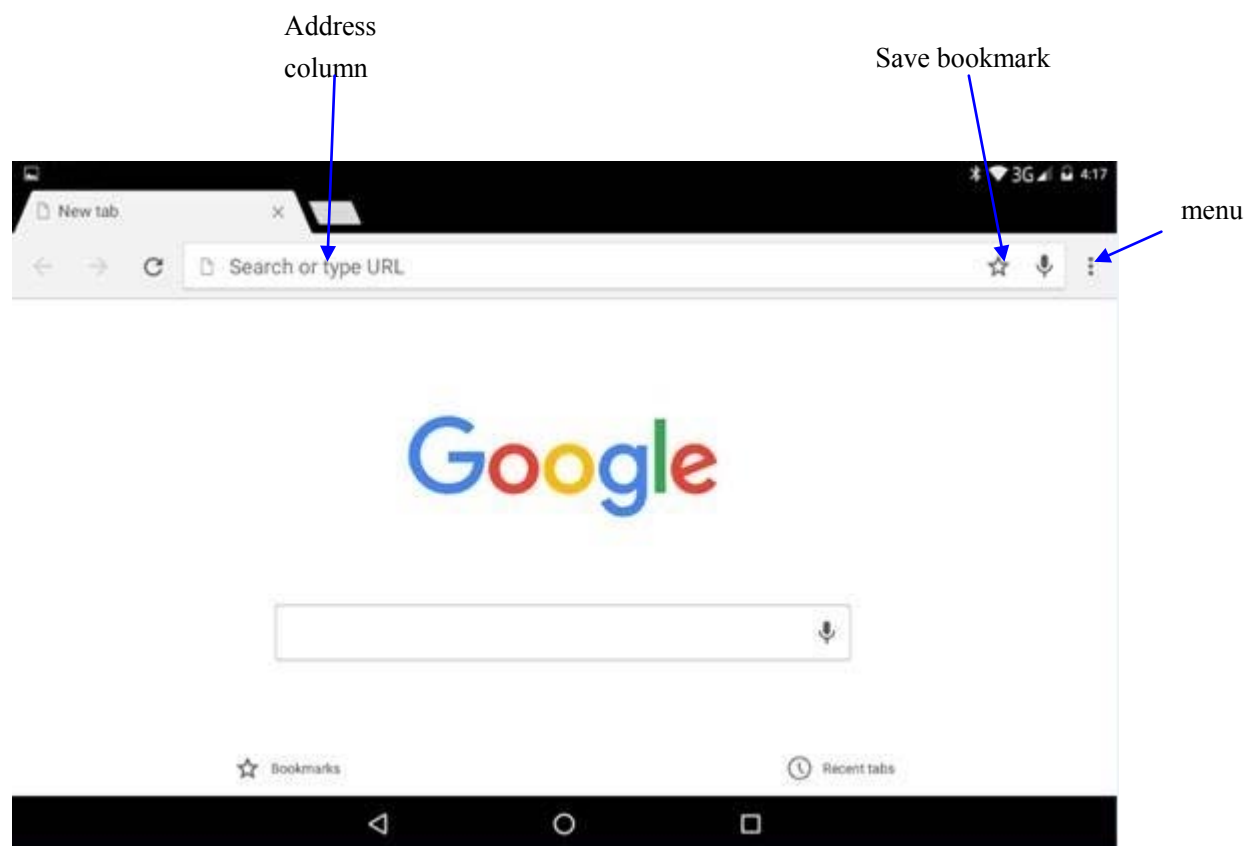 Address
column
Save bookmark
3G 4:17
New tab
menu
Search or type URL
Google
Bookmarks
Recent tabs